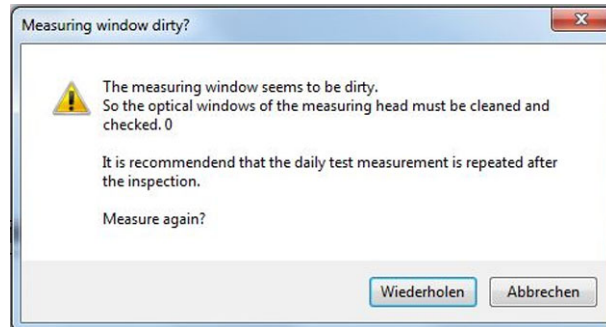 Measuring window dirty?
The measuring window seems to be dirty.
So the optical windows of the measuring head must be cleaned and
checked. 0
It is recommendend that the daily test measurement is repeated after
the inspection.
Measure again?
Wiederholen
Abbrechen